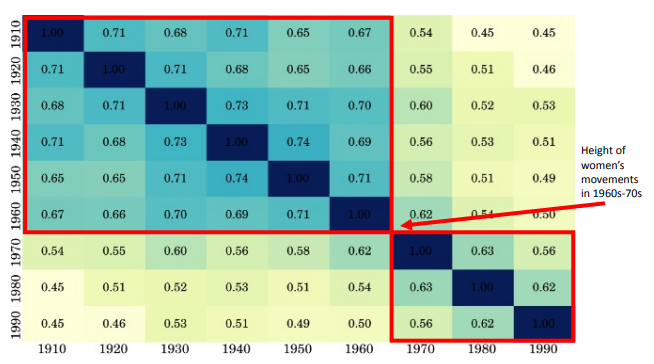 1910 1.00 0.71 0.68 0.71 0.65 0.67 0.54 0.45 0.45
1920 0.71 1.00 0.71 0.68 0.65 0.66 0.55 0.51 0.46
1930 0.68 0.71 1.00 0.73 0.71 0.70 0.60 0.52 0.53
1940 0.71 0.68 0.73 1.00 0.74 0.69 0.56 0.53 0.51
1950 0.65 0.65 0.71 0.74 1.00 0.71 0.58 0.51 0.49
1960 0.67 0.66 0.70 0.69 0.71 1.00 0.62 0.54 0.50
1970 0.54 0.55 0.60 0.56 0.58 0.62 1.00 0.63 0.56
1980 0.45 0.51 0.52 0.53 0.51 0.54 0.63 1.00 0.62
1990 0.45 0.46 0.53 0.51 0.49 0.50 0.56 0.62 1.00
1910 1920 1930 1940 1950 1960 1970 1980 1990
Height of
women's
movements
in 1960s-70s